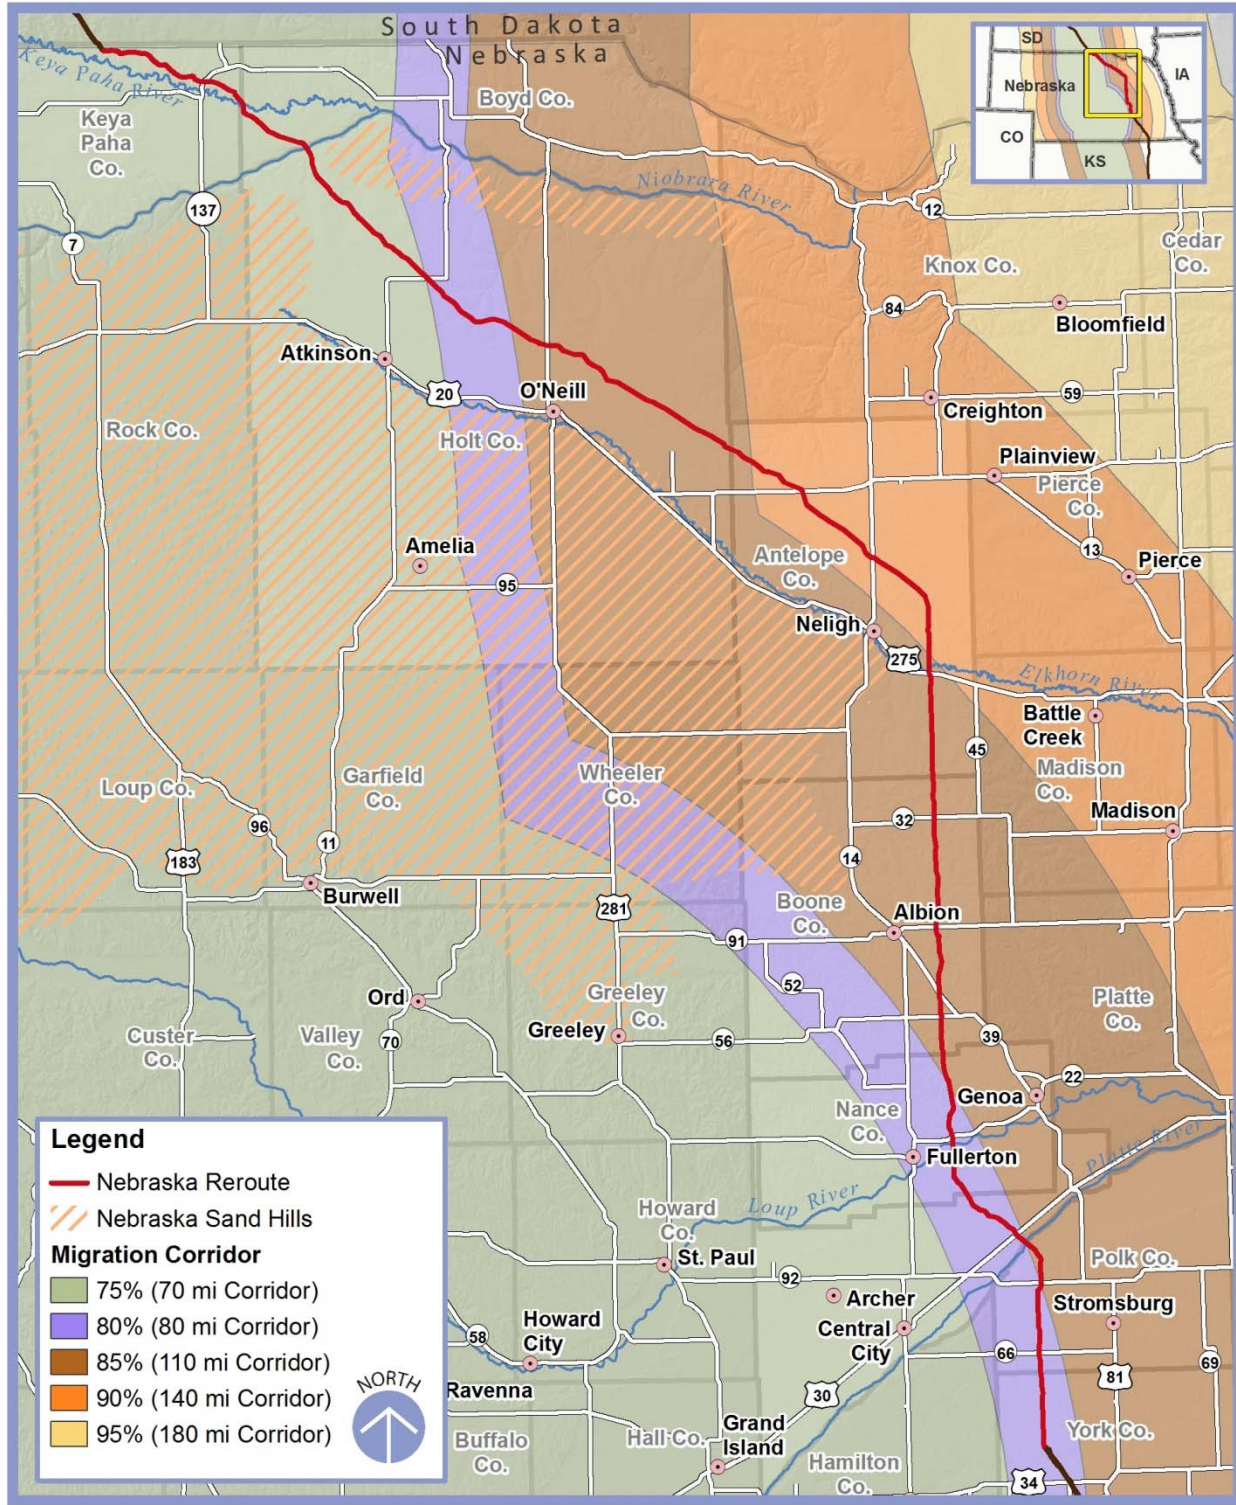 South Dakota
Nebraska
SD
Nebraska
IA
CO
KS
Keya Paha River
Keya
Paha
Co.
Boyd Co.
137
7
Niobrara River
12
Cedar
Co.
Knox Co.
84
Bloomfield
Atkinson
20
O'Neill
59
Creighton
Rock Co.
Holt Co.
Plainview
Pierce
Co.
13
Pierce
Amelia
95
Antelope
Co.
Neligh
275
Elkhorn River
Battle
Creek
45
Madison
Co.
Madison
Loup Co.
Garfield
Co.
Wheeler
Co.
96
11
183
32
14
Burwell
281
Boone
Co.
Albion
91
52
Ord
Greeley
Co.
Platte
Co.
Custer
Co.
Valley
Co.
70
Greeley
56
39
22
Genoa
Nance
Co.
Fullerton
Platte River
Loup River
Howard
Co.
St. Paul
92
Polk Co.
Archer
Stromsburg
Central
City
58
Howard
City
66
69
81
30
Ravenna
Grand
Island
Hall Co.
Buffalo
Co.
York Co.
Hamilton
Co.
34
Legend
Nebraska Reroute
Nebraska Sand Hills
Migration Corridor
75% (70 mi Corridor)
80% (80 mi Corridor)
85% (110 mi Corridor)
90% (140 mi Corridor)
95% (180 mi Corridor)
NORTH